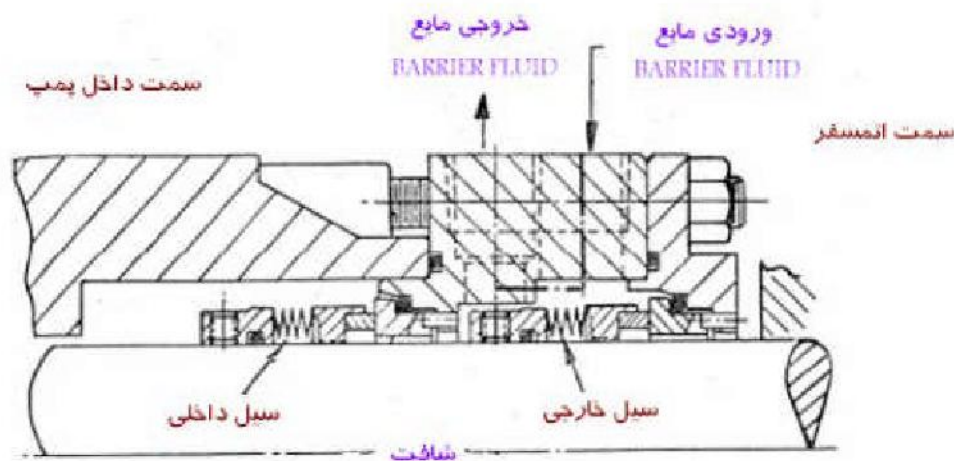 خروجی مایع
BARRIER FLUID
ورودی مایع
BARRIER FLUID
سمت داخل پمپ
سمت اتمسفر
سیل داخلی
سیل خارجی
شافت